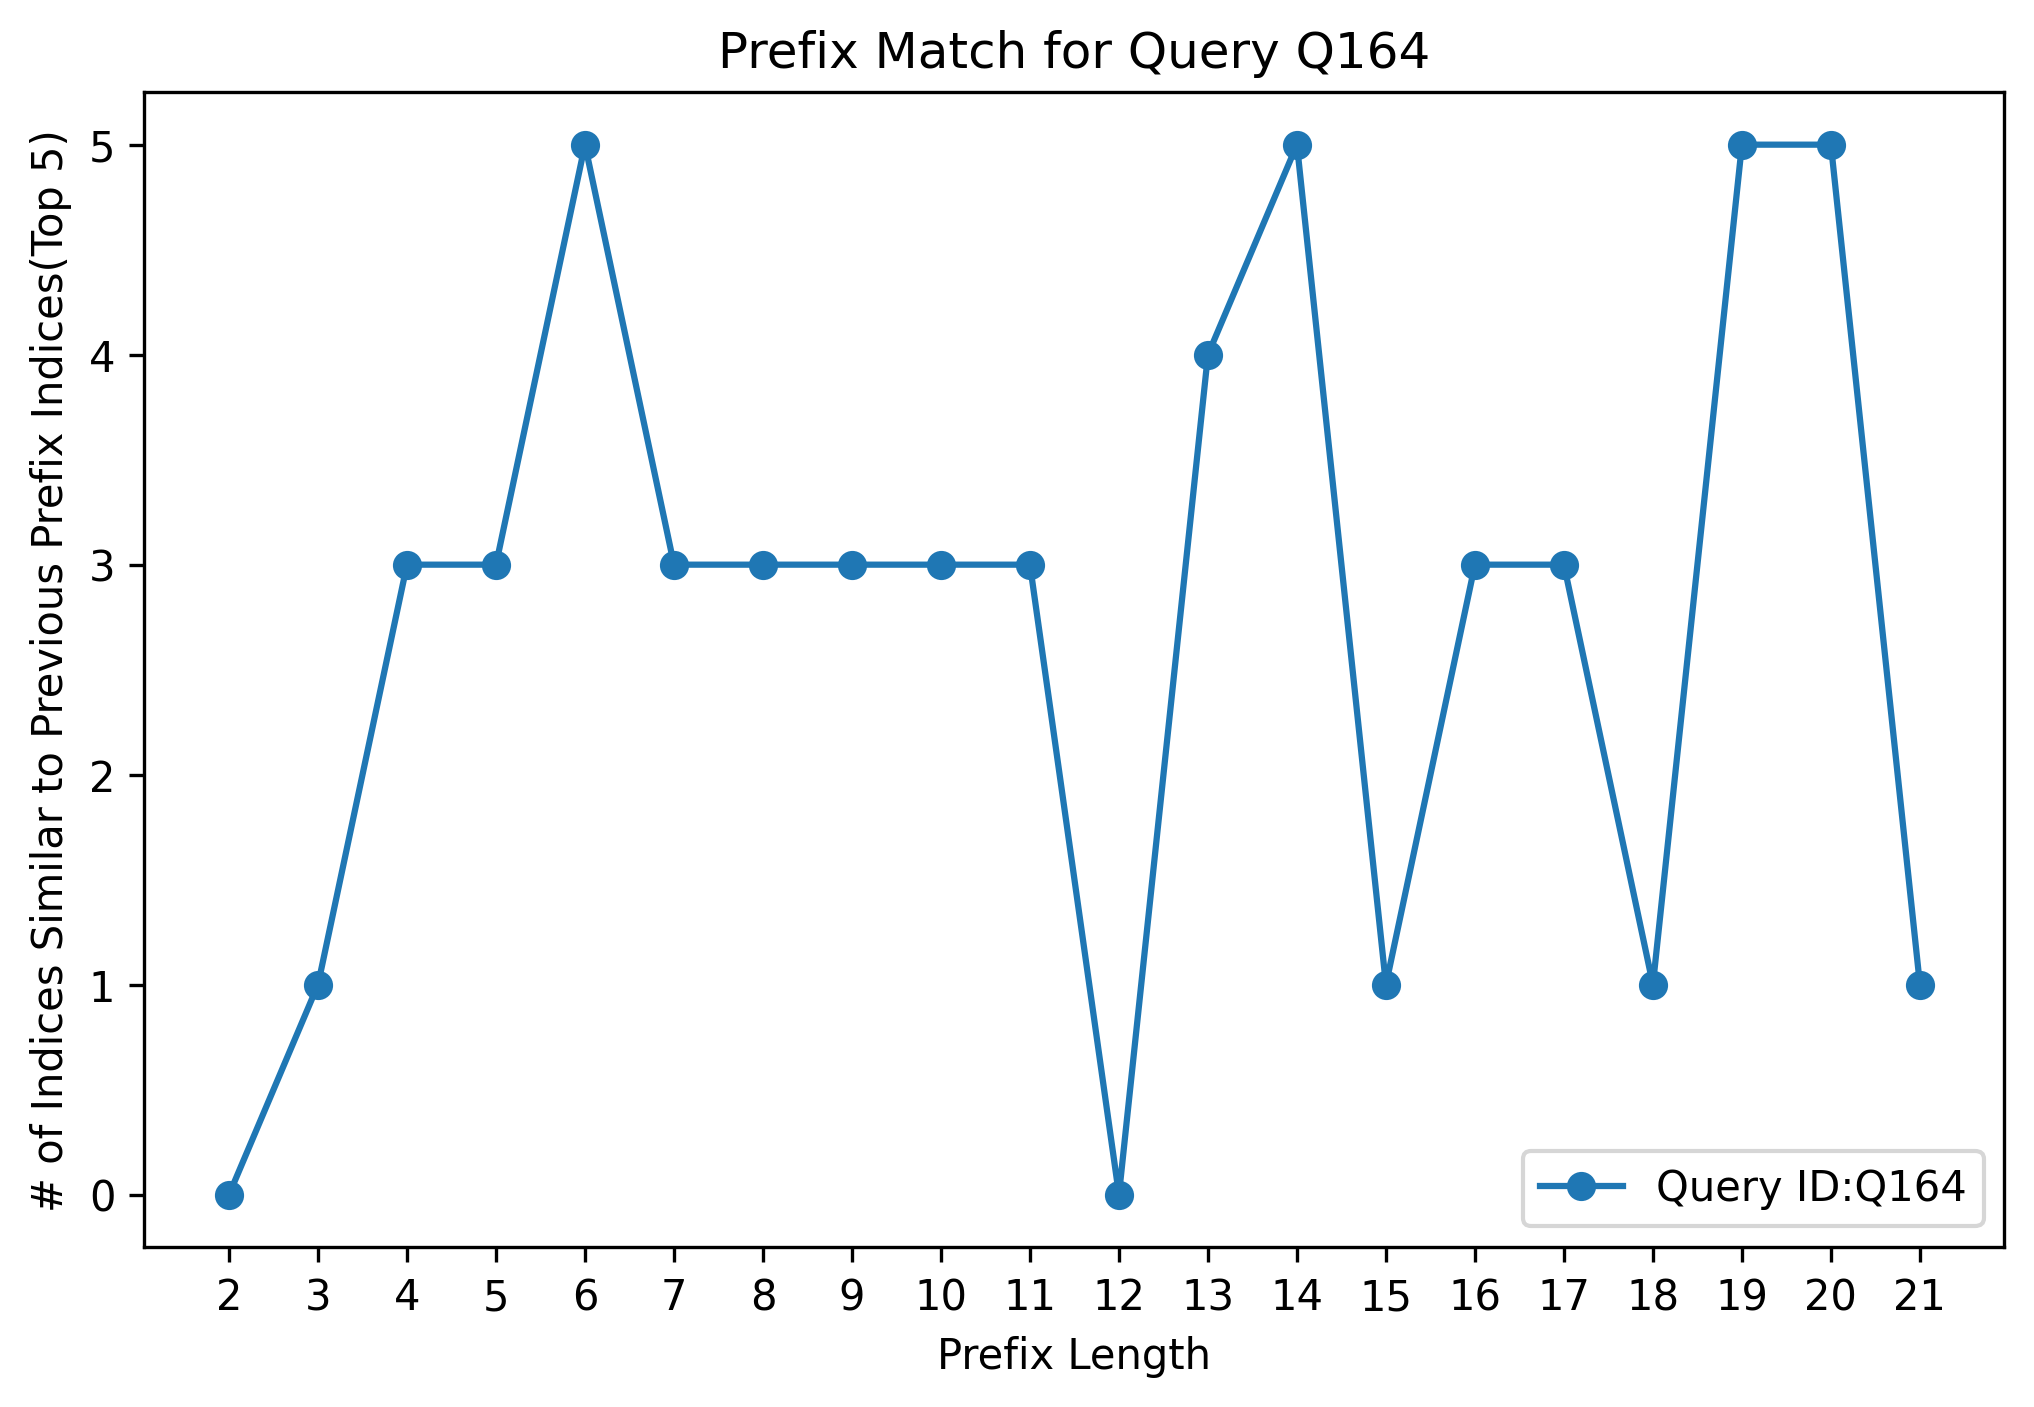 Prefix Match for Query Q164
# of Indices Similar to Previous Prefix Indices(Top 5)
5
4
3
2
1
0
Query ID:Q164
2 3 4 5 6 7 8 9 10 11 12 13 14 15 16 17 18 19 20 21
Prefix Length